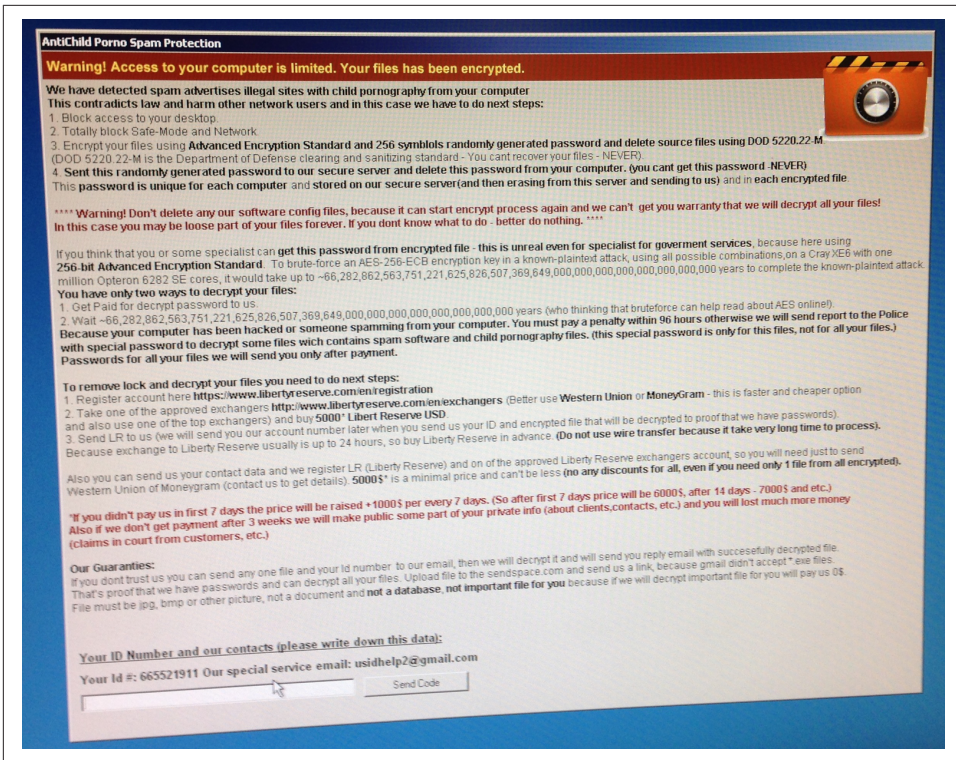 AntiChild Porno Spam Protection
Warning! Access to your computer is limited. Your files has been encrypted.
We have detected spam advertises illegal sites with child pornography from your computer
This contradicts law and harm other network users and in this case we have to do next steps:
1. Block access to your desktop.
2. Totally block Safe-Mode and Network.
3. Encrypt your files using Advanced Encryption Standard and 256 symblols randomly generated password and delete source files using DOD 5220.22-M
(DOD 5220.22-M is the Department of Defense clearing and sanitizing standard - You cant recover your files - NEVER)
4. Sent this randomly generated password to our secure server and delete this password from your computer. (you cant get this password -NEVER)
This password is unique for each computer and stored on our secure server(and then erasing from this server and sending to us) and in each encrypted file.
**** Warning! Don't delete any our software config files, because it can start encrypt process again and we can't get you warranty that we will decrypt all your files!
In this case you may be loose part of your files forever. If you dont know what to do - better do nothing. ****
If you think that you or some specialist can get this password from encrypted file - this is unreal even for specialist for goverment services, because here using
256-bit Advanced Encryption Standard. To brute-force an AES-256-ECB encryption key in a known-plaintext attack, using all possible combinations,on a Cray XE6 with one
million Opteron 6282 SE cores, it would take up to ~66,282,862,563,751,221,625,826,507,369,649,000,000,000,000,000,000,000,000 years to complete the known-plaintext attack.
You have only two ways to decrypt your files:
1. Get Paid for decrypt password to us.
2. Wait ~66,282,862,563,751,221,625,826,507,369,649,000,000,000,000,000,000,000,000 years (who thinking that bruteforce can help read about AES online!).
Because your computer has been hacked or someone spamming from your computer. You must pay a penalty within 96 hours otherwise we will send report to the Police
with special password to decrypt some files wich contains spam software and child pornography files. (this special password is only for this files, not for all your files.)
Passwords for all your files we will send you only after payment.
To remove lock and decrypt your files you need to do next steps:
1. Register account here https://www.libertyreserve.com/en/registration
2. Take one of the approved exchangers http://www.libertyreserve.com/en/exchangers (Better use Western Union or MoneyGram - this is faster and cheaper option
and also use one of the top exchangers) and buy 5000* Libert Reserve USD.
3. Send LR to us (we will send you our account number later when you send us your ID and encrypted file that will be decrypted to proof that we have passwords).
Because exchange to Liberty Reserve usually is up to 24 hours, so buy Liberty Reserve in advance. (Do not use wire transfer because it take very long time to process).
Also you can send us your contact data and we register LR (Liberty Reserve) and on of the approved Liberty Reserve exchangers account, so you will need just to send
Western Union of Moneygram (contact us to get details). 5000$* is a minimal price and can't be less (no any discounts for all, even if you need only 1 file from all encrypted).
*If you didn't pay us in first 7 days the price will be raised +1000$ per every 7 days. (So after first 7 days price will be 6000$, after 14 days - 7000$ and etc.)
Also if we don't get payment after 3 weeks we will make public some part of your private info (about clients,contacts, etc.) and you will lost much more money
(claims in court from customers, etc.)
Our Guaranties:
If you dont trust us you can send any one file and your Id number to our email, then we will decrypt it and will send you reply email with succesefully decrypted file.
That's proof that we have passwords and can decrypt all your files. Upload file to the sendspace.com and send us a link, because gmail didn't accept *.exe files.
File must be jpg, bmp or other picture, not a document and not a database, not important file for you because if we will decrypt important file for you will pay us 0$.
Your ID Number and our contacts (please write down this data):
Your Id #: 665521911 Our special service email: usidhelp2@gmail.com
Send Code